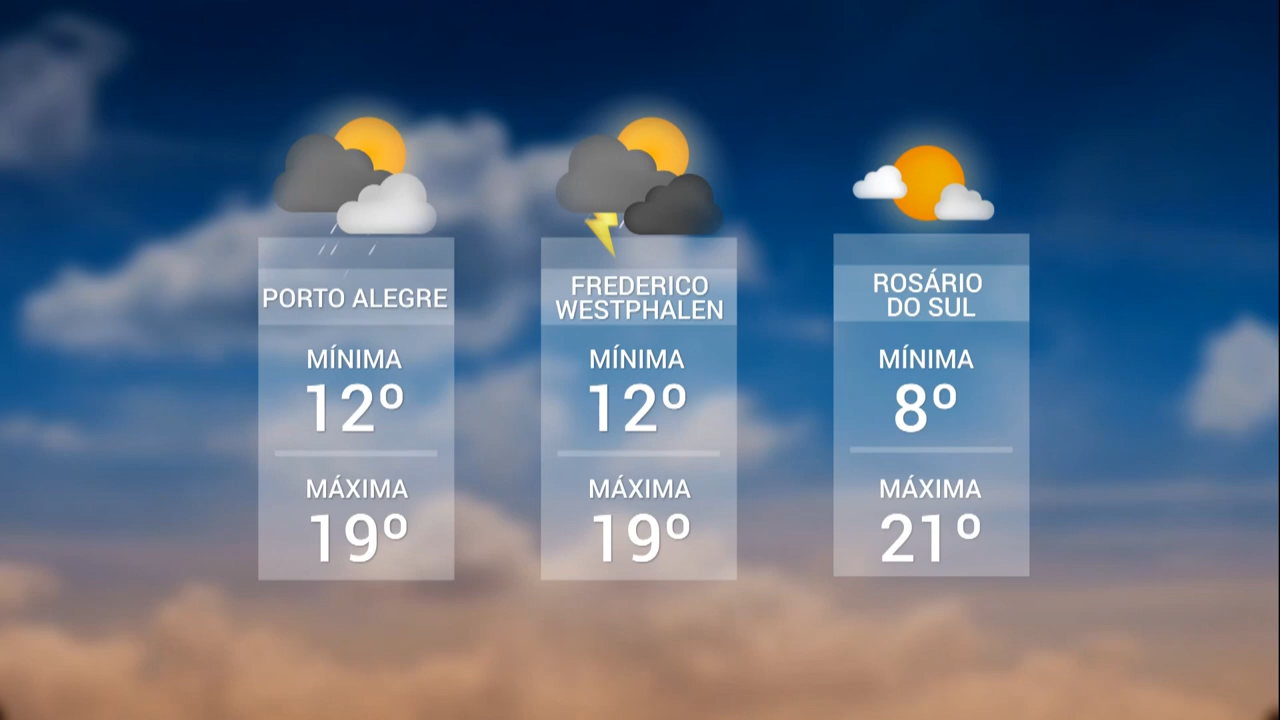 PORTO ALEGRE
MÍNIMA
12º
MÁXIMA
19º
FREDERICO
WESTPHALEN
MÍNIMA
12º
MÁXIMA
19º
ROSÁRIO
DO SUL
MÍNIMA
8º
MÁXIMA
21º